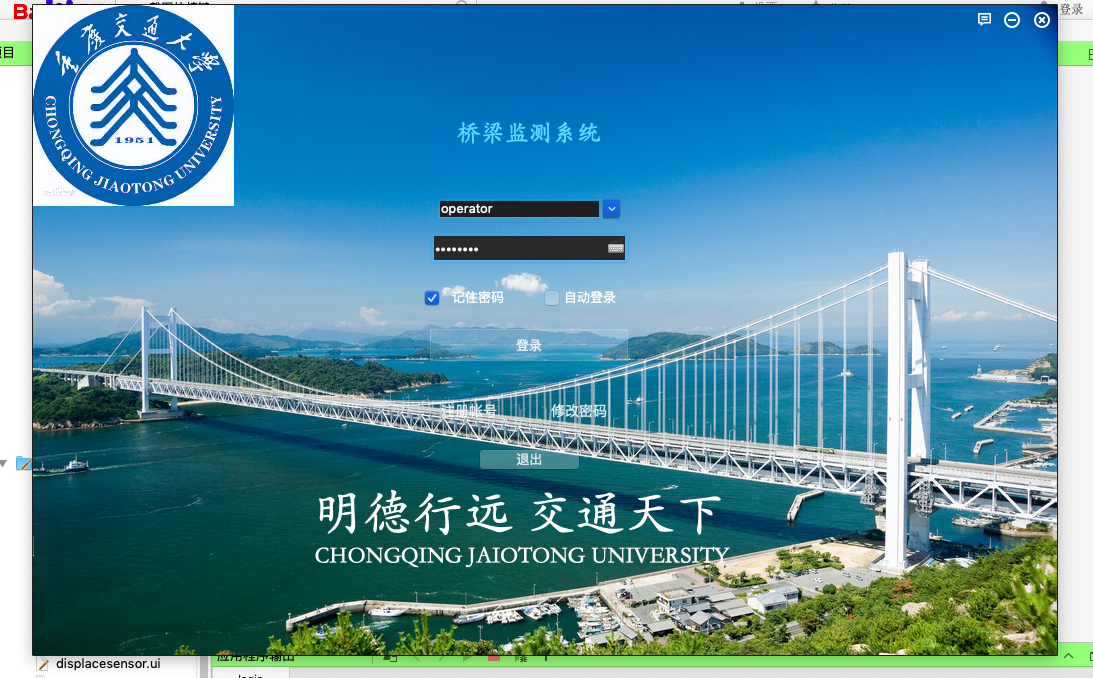 Ba
登录
项目
重庆交通大学
1951
CHONGQING JIAOTONG UNIVERSITY
桥梁监测系统
operator
••••••••
记住密码
自动登录
登录
注册帐号
修改密码
退出
明德行远 交通天下
CHONGQING JAIOTONG UNIVERSITY
displacesensor.ui
应用程序输出